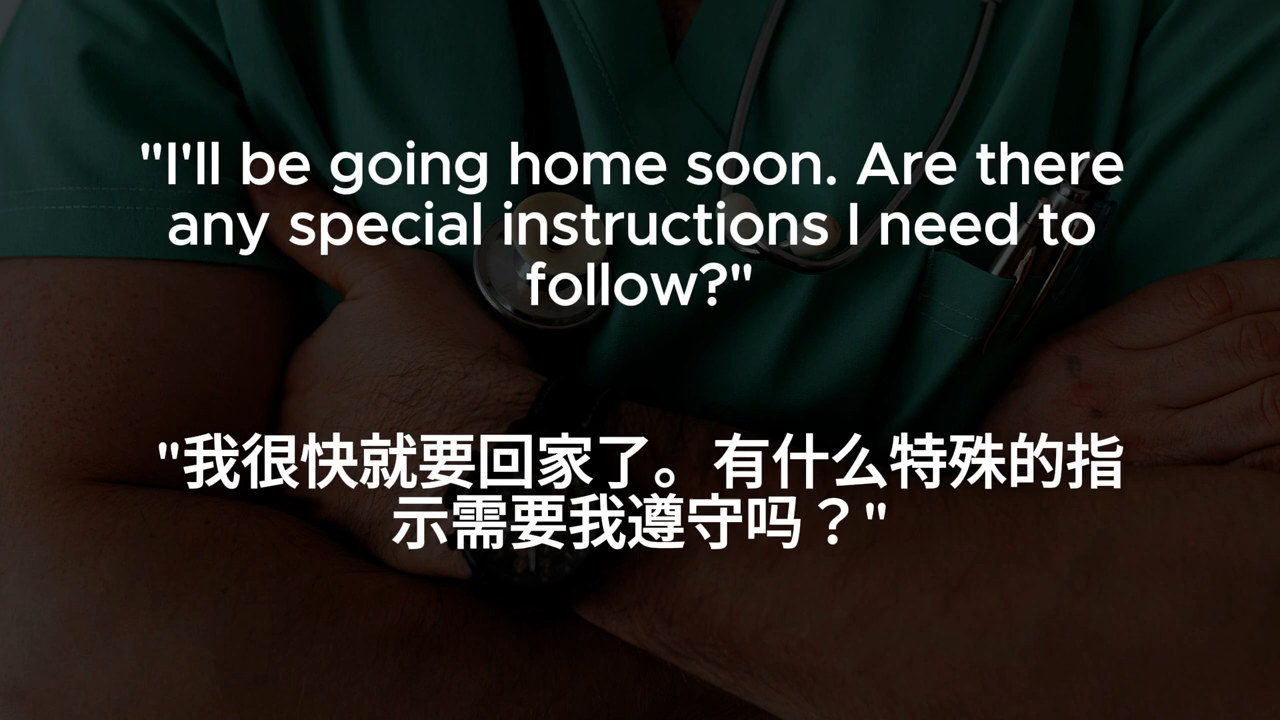 "I'll be going home soon. Are there
any special instructions I need to
follow?"
"我很快就要回家了。有什么特殊的指
示需要我遵守吗？"